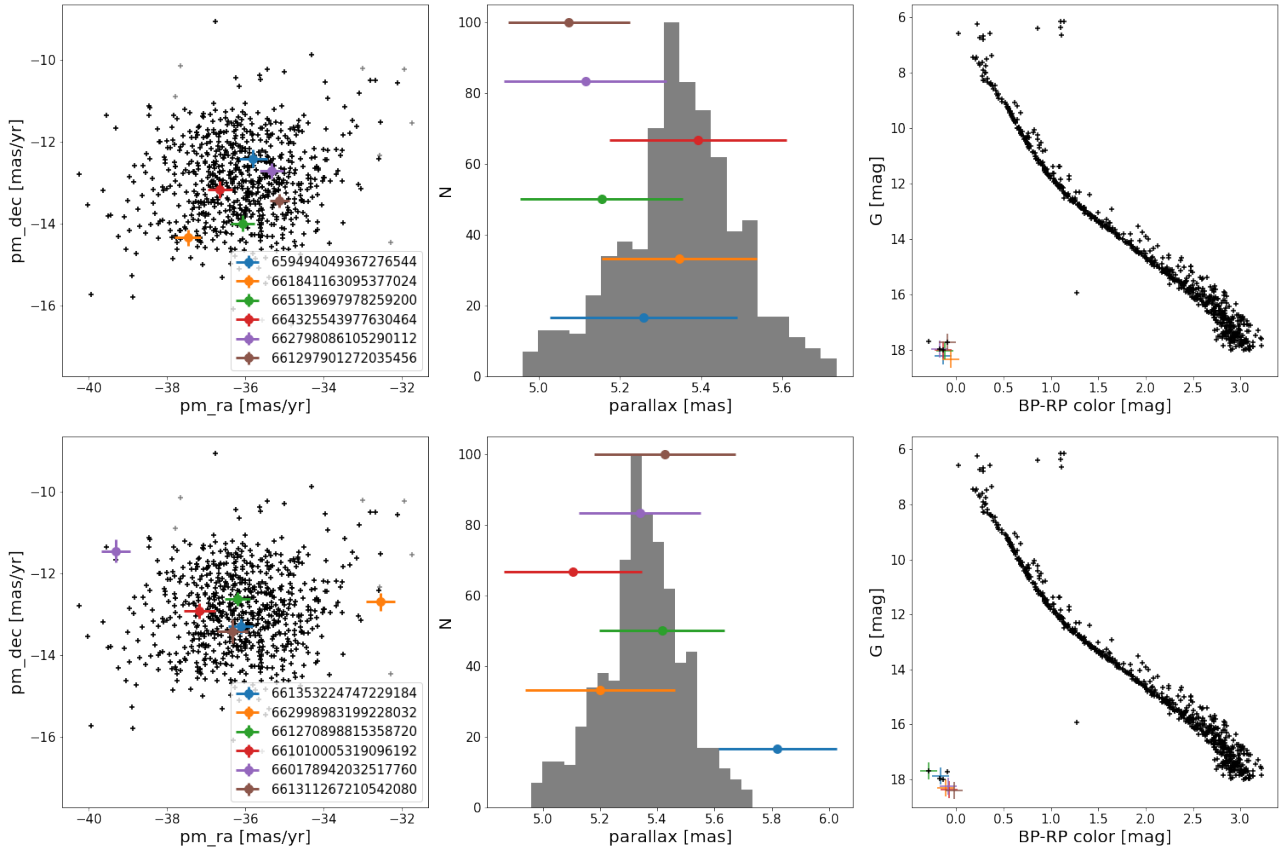 −10
−12
−14
−16
pm_dec [mas/yr]
659494049367276544
661841163095377024
665139697978259200
664325543977630464
662798086105290112
661297901272035456
−40 −38 −36 −34 −32
pm_ra [mas/yr]
100
80
60
40
20
0
N
5.0 5.2 5.4 5.6
parallax [mas]
6
8
10
12
14
16
18
G [mag]
0.0 0.5 1.0 1.5 2.0 2.5 3.0
BP-RP color [mag]
−10
−12
−14
−16
pm_dec [mas/yr]
661353224747229184
662998983199228032
661270898815358720
661010005319096192
660178942032517760
661311267210542080
−40 −38 −36 −34 −32
pm_ra [mas/yr]
100
80
60
40
20
0
N
5.0 5.2 5.4 5.6 5.8 6.0
parallax [mas]
6
8
10
12
14
16
18
G [mag]
0.0 0.5 1.0 1.5 2.0 2.5 3.0
BP-RP color [mag]